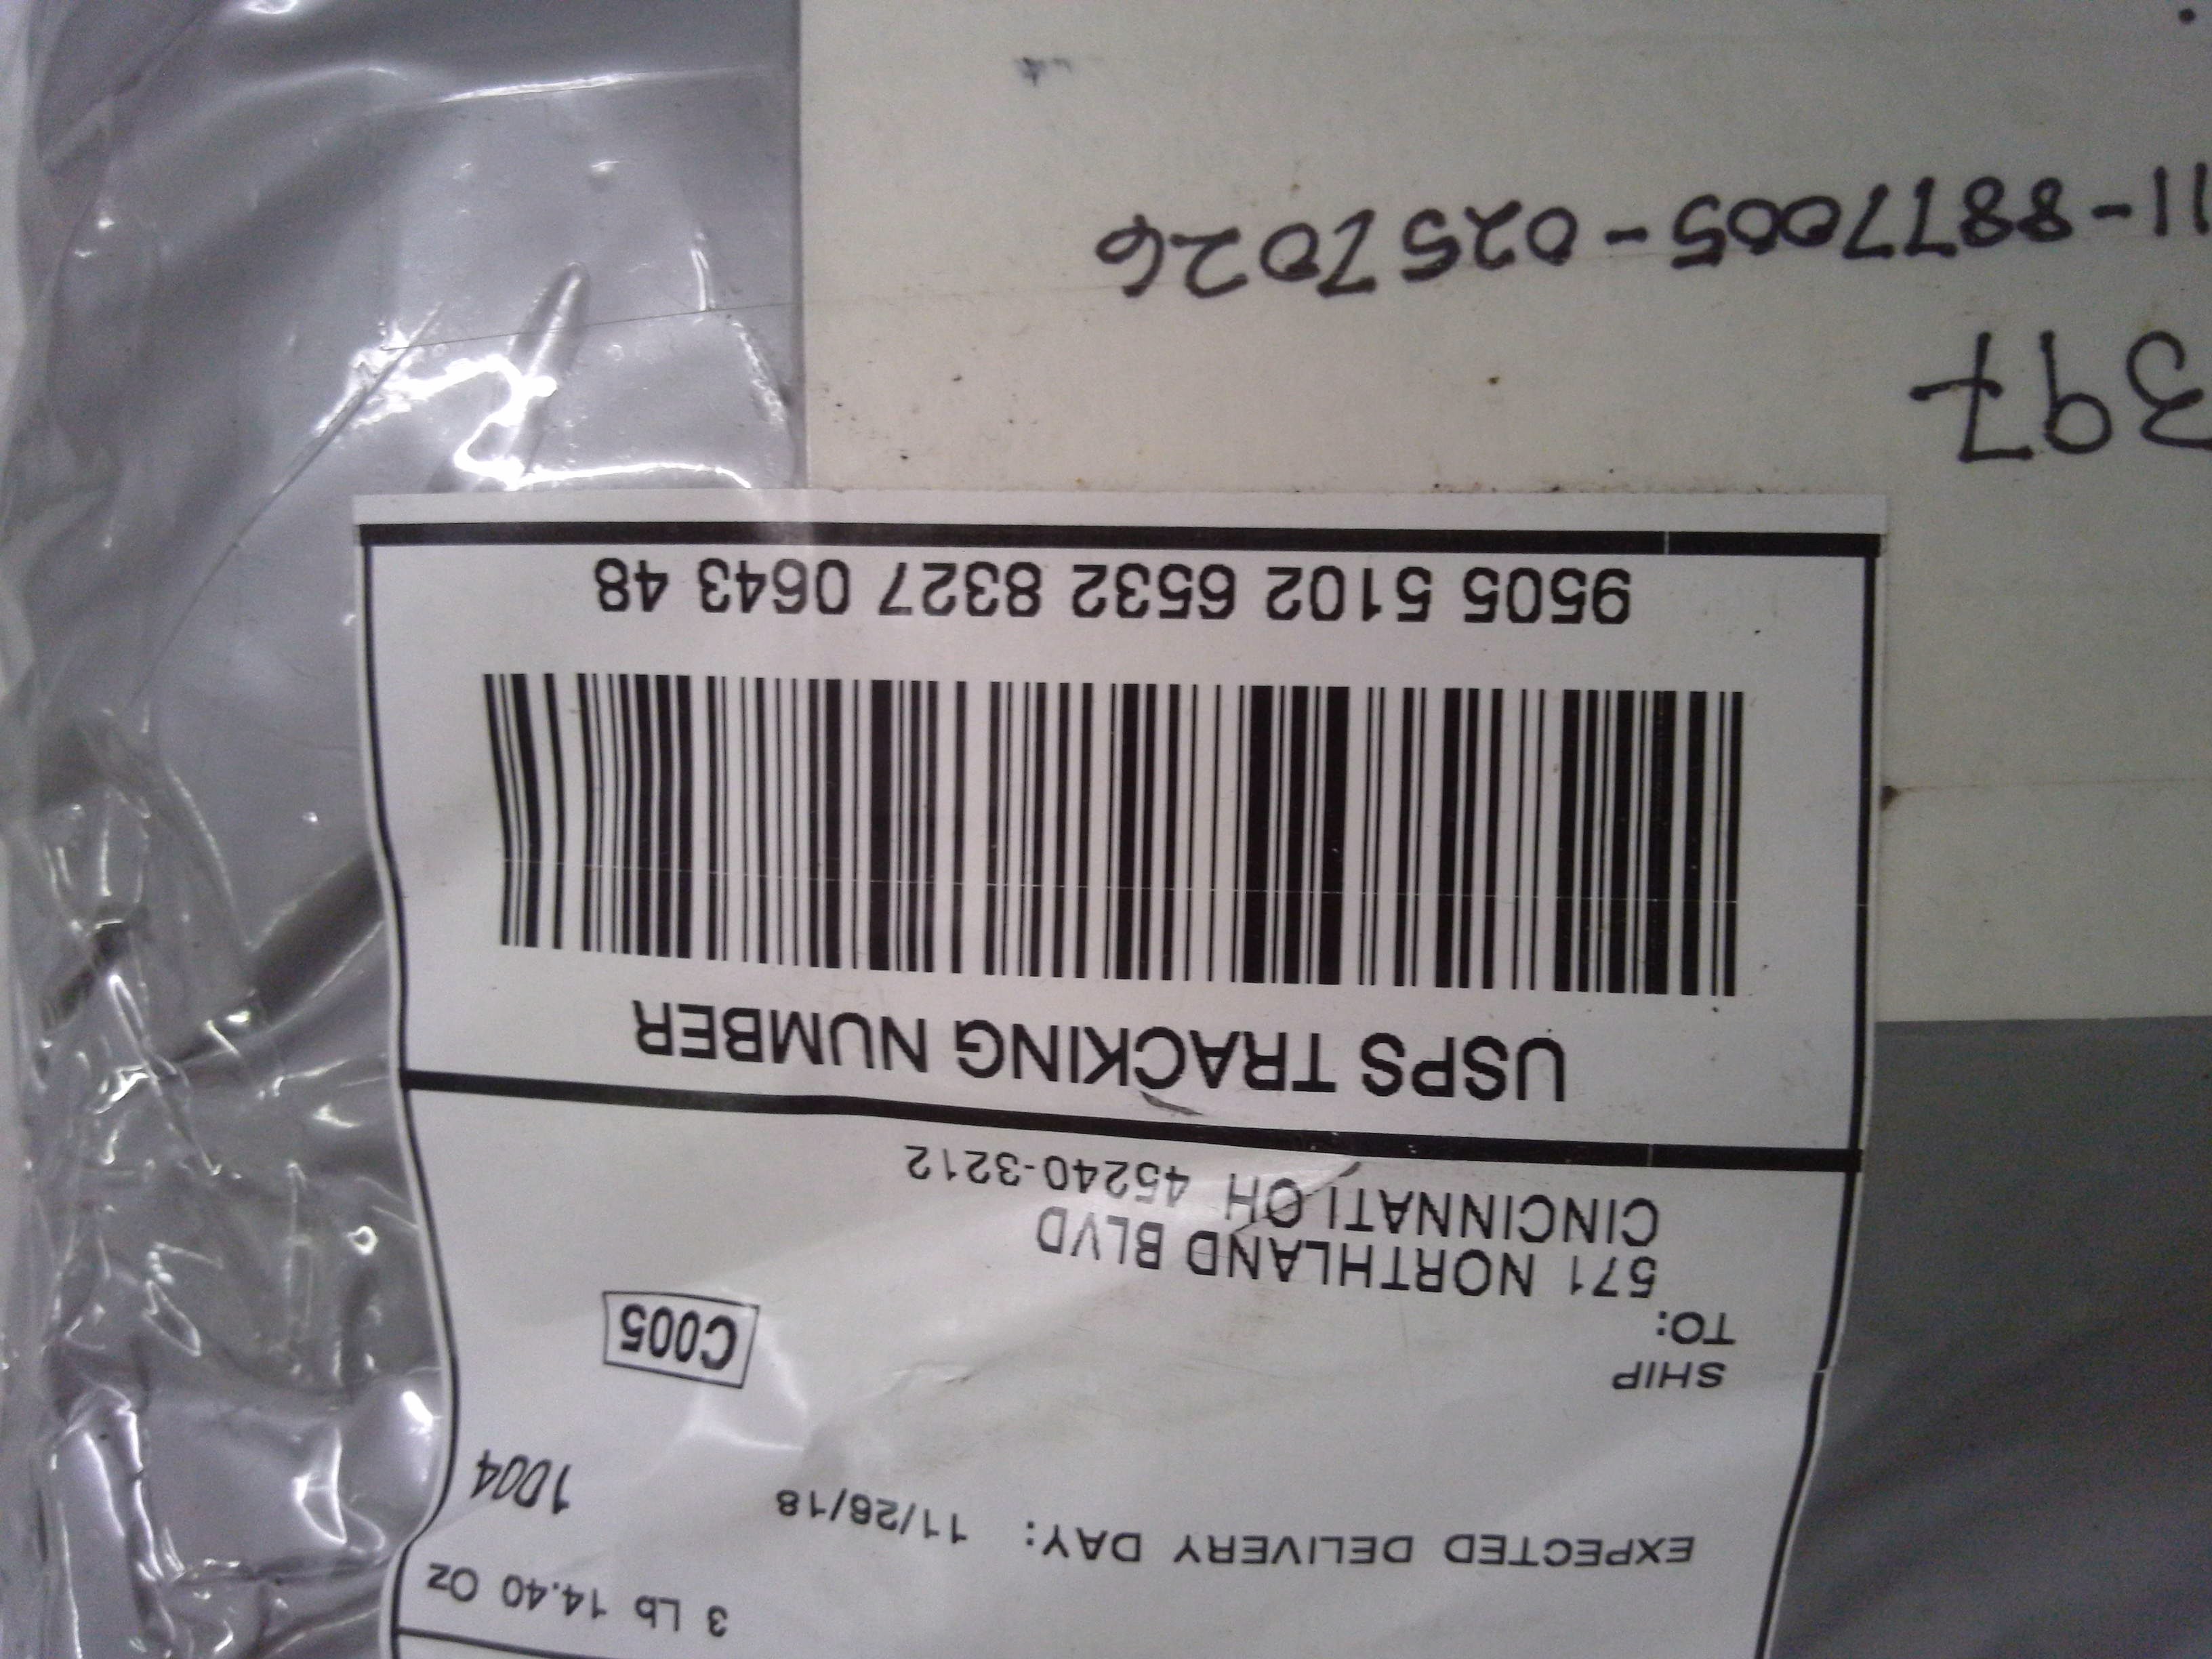 3 Lb 14.40 Oz
1004
EXPECTED DELIVERY DAY: 11/26/18
C005
SHIP
TO:
571 NORTHLAND BLVD
CINCINNATI OH 45240-3212
USPS TRACKING NUMBER
9505 5102 6532 8327 0643 48
397
11-8877005-0257026